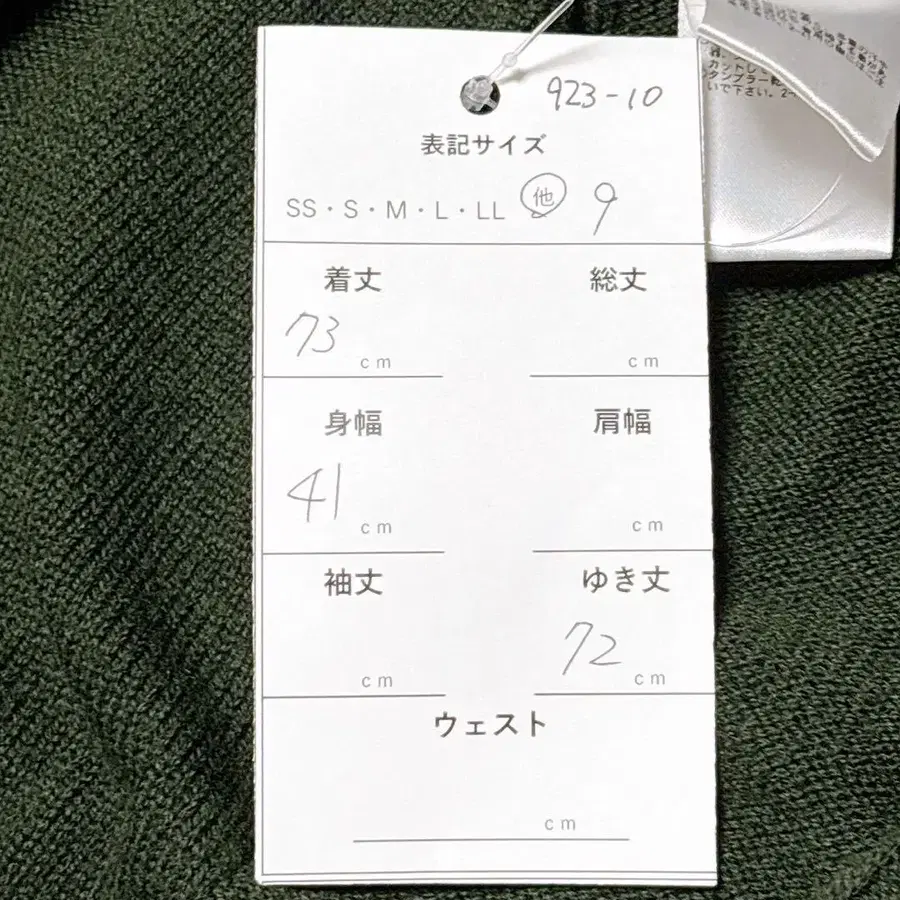 923-10
表記サイズ
SS・S・M・L・LL 他 9
着丈 総丈
73 cm cm
身幅 肩幅
41 cm cm
袖丈 ゆき丈
cm 72 cm
ウェスト
cm